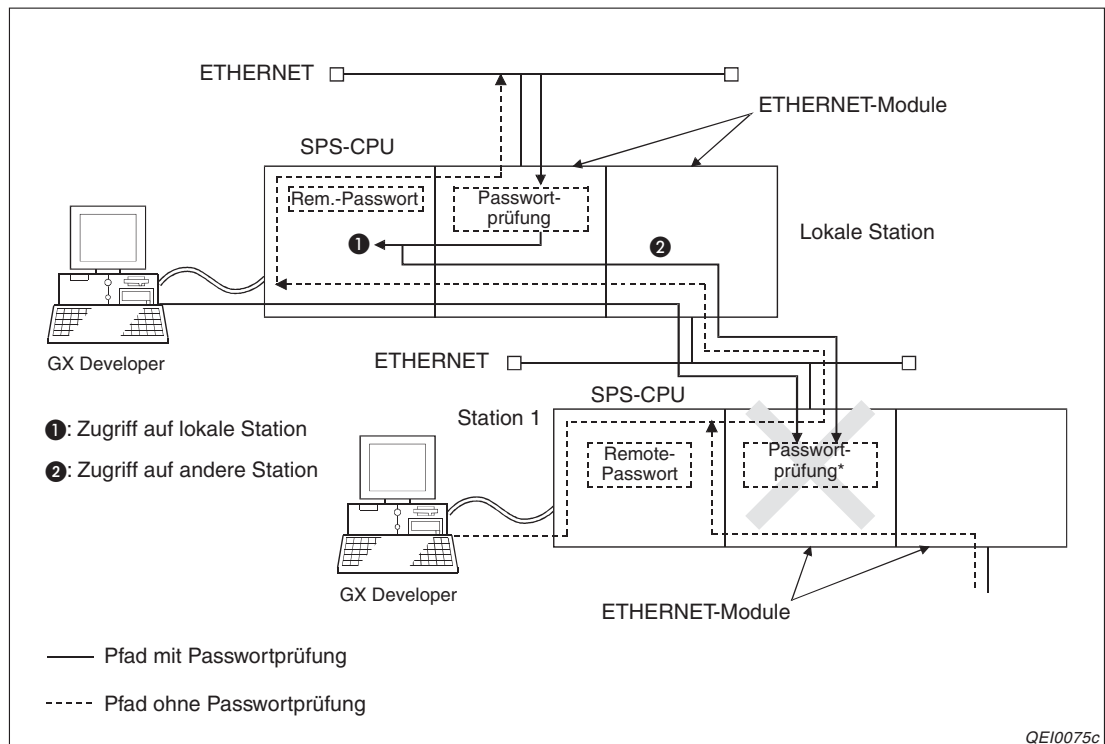 ETHERNET
ETHERNET-Module
SPS-CPU
Rem.-Passwort
Passwort-
prüfung
❶
❷
Lokale Station
GX Developer
ETHERNET
SPS-CPU
Station 1
❶: Zugriff auf lokale Station
❷: Zugriff auf andere Station
Remote-
Passwort
Passwort-
prüfung*
GX Developer
ETHERNET-Module
Pfad mit Passwortprüfung
Pfad ohne Passwortprüfung
QEI0075c